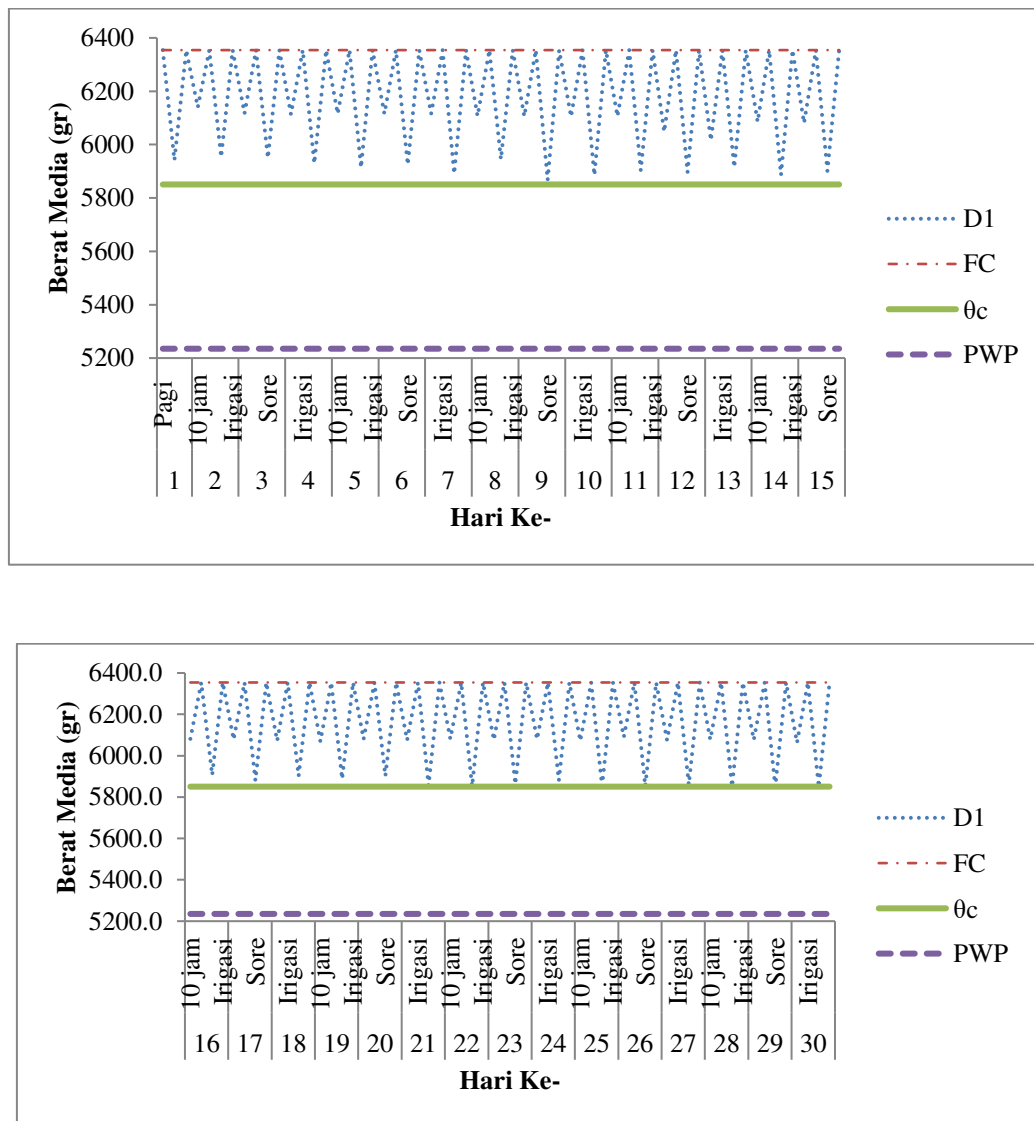 6400
6200
6000
5800
5600
5400
5200
Berat Media (gr)
Pagi
10 jam
Irigasi
Sore
Irigasi
10 jam
Irigasi
Sore
Irigasi
10 jam
Irigasi
Sore
Irigasi
10 jam
Irigasi
Sore
Irigasi
10 jam
Irigasi
Sore
1 2 3 4 5 6 7 8 9 10 11 12 13 14 15
Hari Ke-
D1
FC
θc
PWP
6400.0
6200.0
6000.0
5800.0
5600.0
5400.0
5200.0
Berat Media (gr)
10 jam
Irigasi
Sore
Irigasi
10 jam
Irigasi
Sore
Irigasi
10 jam
Irigasi
Sore
Irigasi
10 jam
Irigasi
Sore
Irigasi
10 jam
Irigasi
Sore
Irigasi
16 17 18 19 20 21 22 23 24 25 26 27 28 29 30
Hari Ke-
D1
FC
θc
PWP